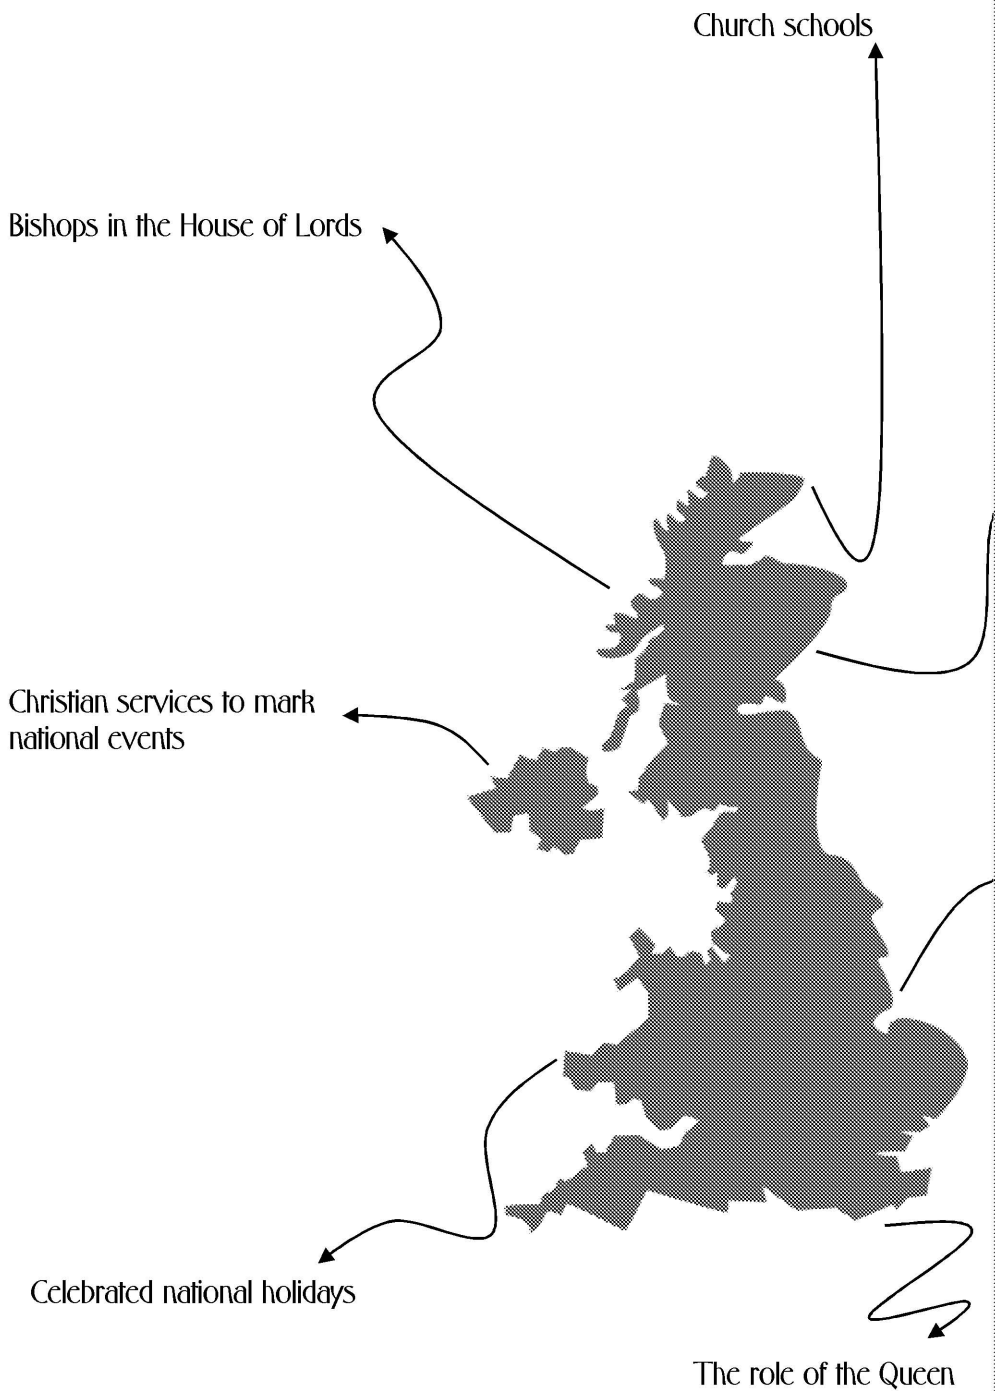 Church schools
Bishops in the House of Lords
Christian services to mark
national events
Celebrated national holidays
The role of the Queen